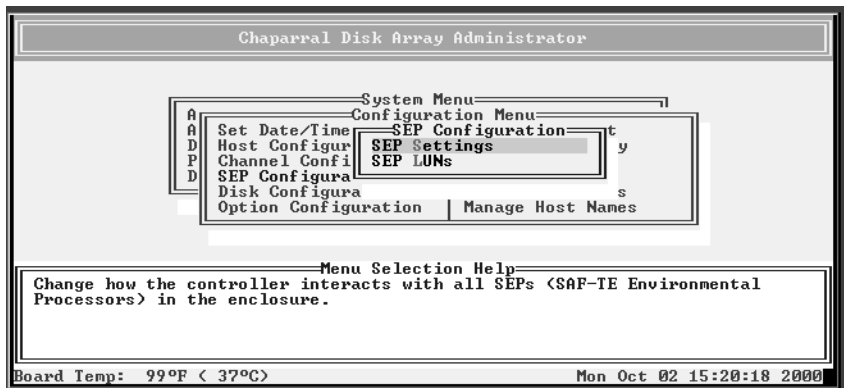 Chaparral Disk Array Administrator
System Menu
A
Configuration Menu
A
Set Date/Time
SEP Configuration
t
D
Host Configur
SEP Settings
y
P
Channel Confi
SEP LUNs
D
SEP Configura
Disk Configura
s
Option Configuration | Manage Host Names
Menu Selection Help
Change how the controller interacts with all SEPs (SAF-TE Environmental
Processors) in the enclosure.
Board Temp: 99°F ( 37°C) Mon Oct 02 15:20:18 2000